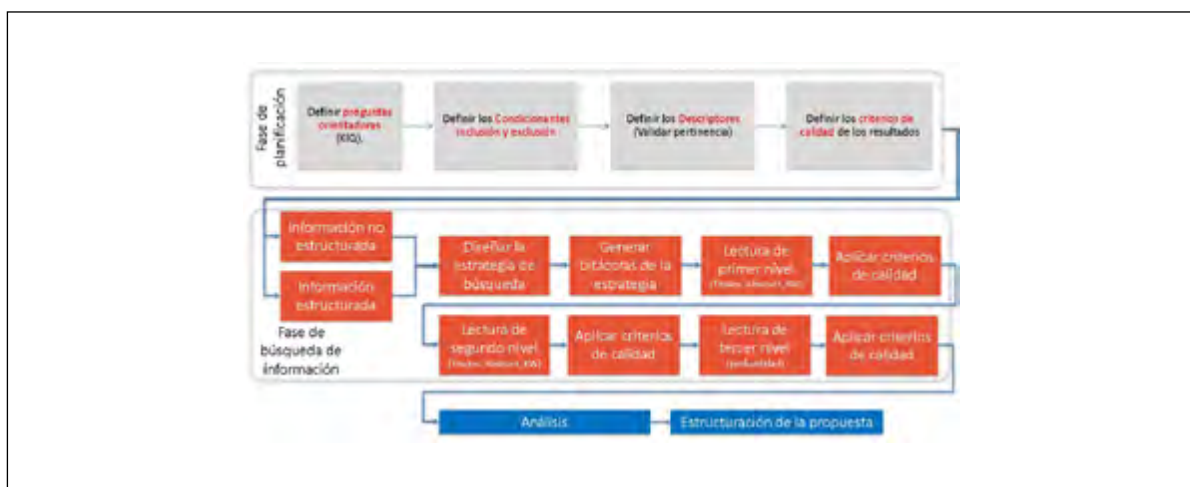 Fase de
planificación
Definir preguntas
orientadores
(KIQ).
Definir los Condicionantes
inclusión y exclusión
Definir los Descriptores
(Validar pertinencia)
Definir los criterios de
calidad de los resultados
Información no
estructurada
Información
estructurada
Fase de
búsqueda de
información
Diseñar la
estrategia de
búsqueda
Generar
bitácoras de la
estrategia
Lectura de
primer nivel
Aplicar criterios
de calidad
Lectura de
segundo nivel
Aplicar criterios
de calidad
Lectura de
tercer nivel
Aplicar criterios
de calidad
Análisis
Estructuración de la propuesta